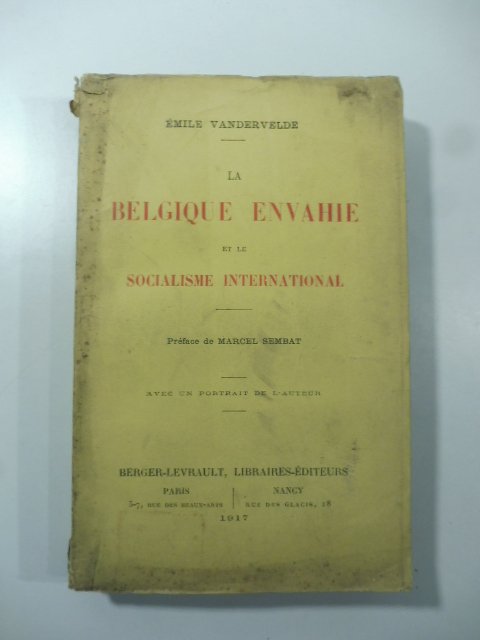 ÉMILE VANDERVELDE
LA
BELGIQUE ENVAHIE
ET LE
SOCIALISME INTERNATIONAL
Préface de MARCEL SEMBAT
AVEC UN PORTRAIT DE L'AUTEUR
BERGER-LEVRAULT, LIBRAIRES-ÉDITEURS
PARIS
5-7, RUE DES BEAUX-ARTS
NANCY
RUE DES GLACIS, 18
1917